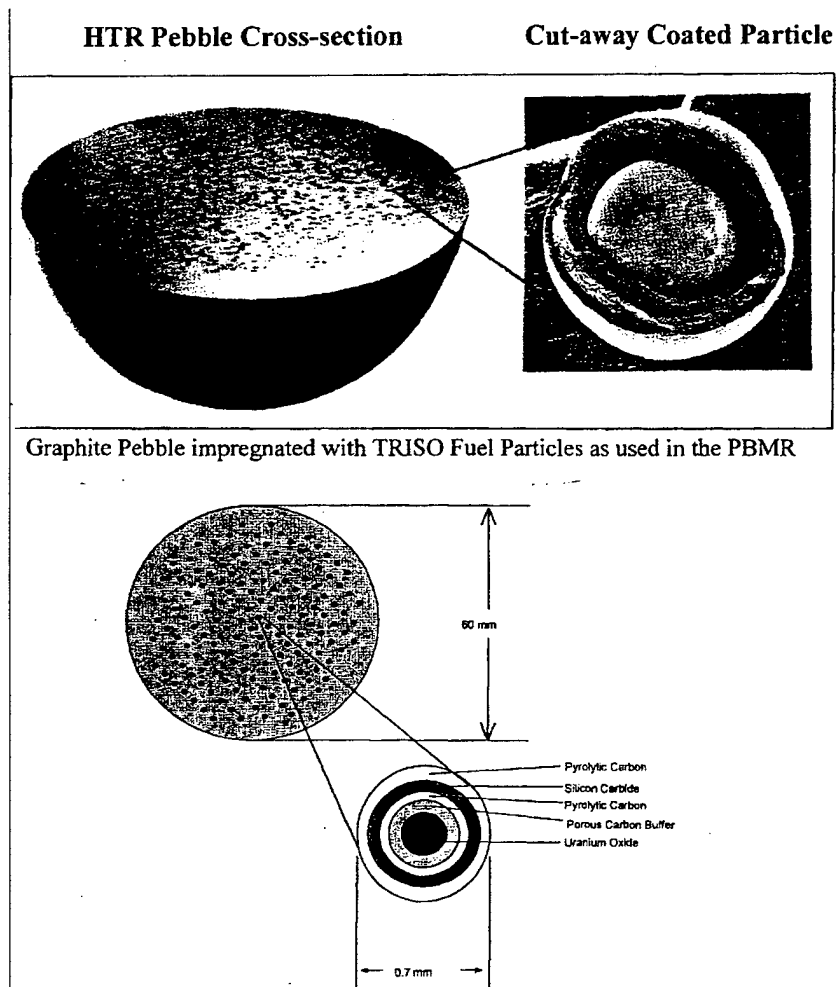 HTR Pebble Cross-section
Cut-away Coated Particle
Graphite Pebble impregnated with TRISO Fuel Particles as used in the PBMR
60 mm
Pyrolytic Carbon
Silicon Carbide
Pyrolytic Carbon
Porous Carbon Buffer
Uranium Oxide
0.7 mm